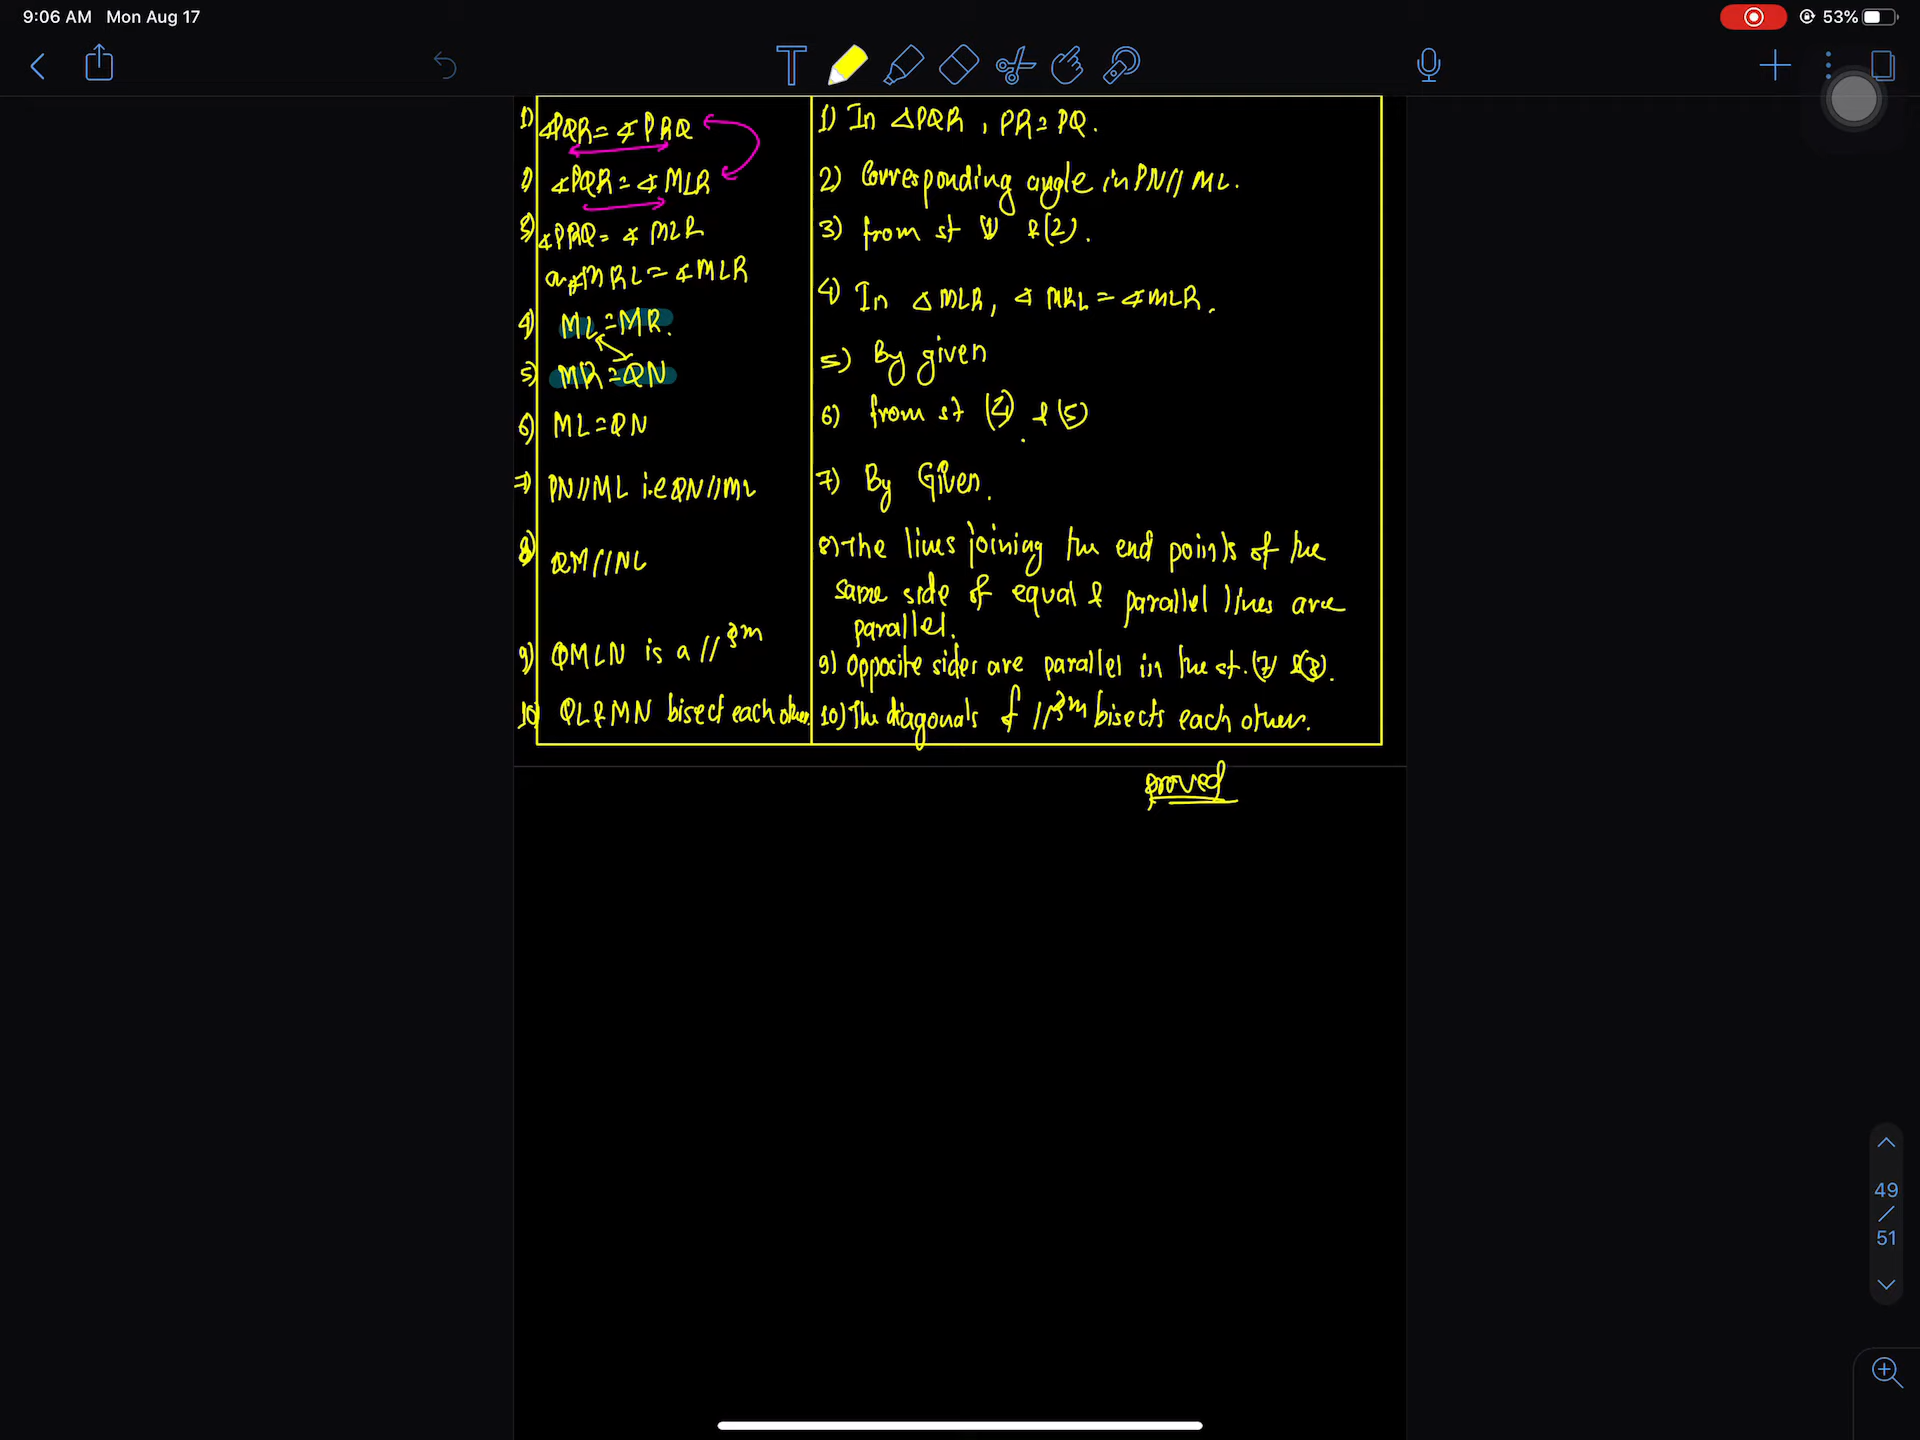 9:06 AM Mon Aug 17
53%
1) ∡PQR = ∡PRQ
1) In △PQR, PR = PQ.
2) ∡PQR = ∡MLR
2) Corresponding angle in PN// ML.
3) ∡PRQ = ∡MLR
3) from st (1) & (2).
or ∡MRL = ∡MLR
4) ML = MR.
4) In △MLR, ∡MRL = ∡MLR.
5) MR = QN
5) By given
6) ML = QN
6) from st (4) & (5)
7) PN//ML i.e QN//ML
7) By Given.
8) QM//NL
8) The lines joining the end points of the
same side of equal & parallel lines are
parallel.
9) QMLN is a //gm
9) Opposite sides are parallel in the st. (7) & (8).
10) QL & MN bisect each other.
10) The diagonals of //gm bisects each other.
proved
49
/
51